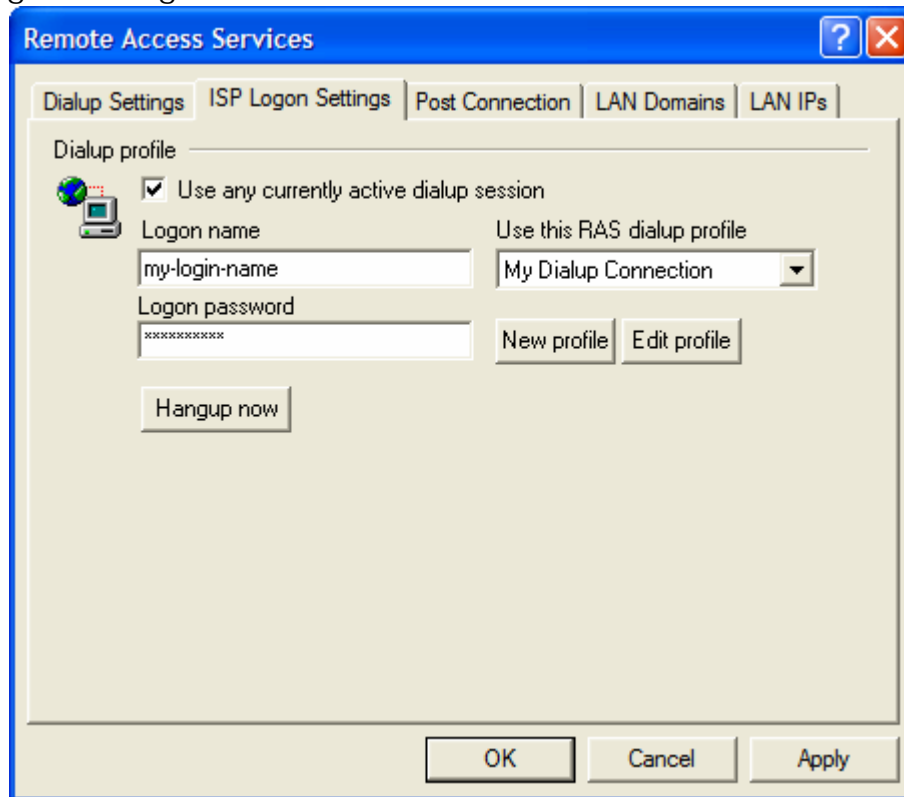 Remote Access Services
Dialup Settings ISP Logon Settings Post Connection LAN Domains LAN IPs
Dialup profile
Use any currently active dialup session
Logon name Use this RAS dialup profile
my-login-name My Dialup Connection
Logon password
xxxxxxxxxx New profile Edit profile
Hangup now
OK Cancel Apply